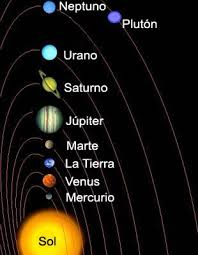 Neptuno
Plutón
Urano
Saturno
Júpiter
Marte
La Tierra
Venus
Mercurio
Sol